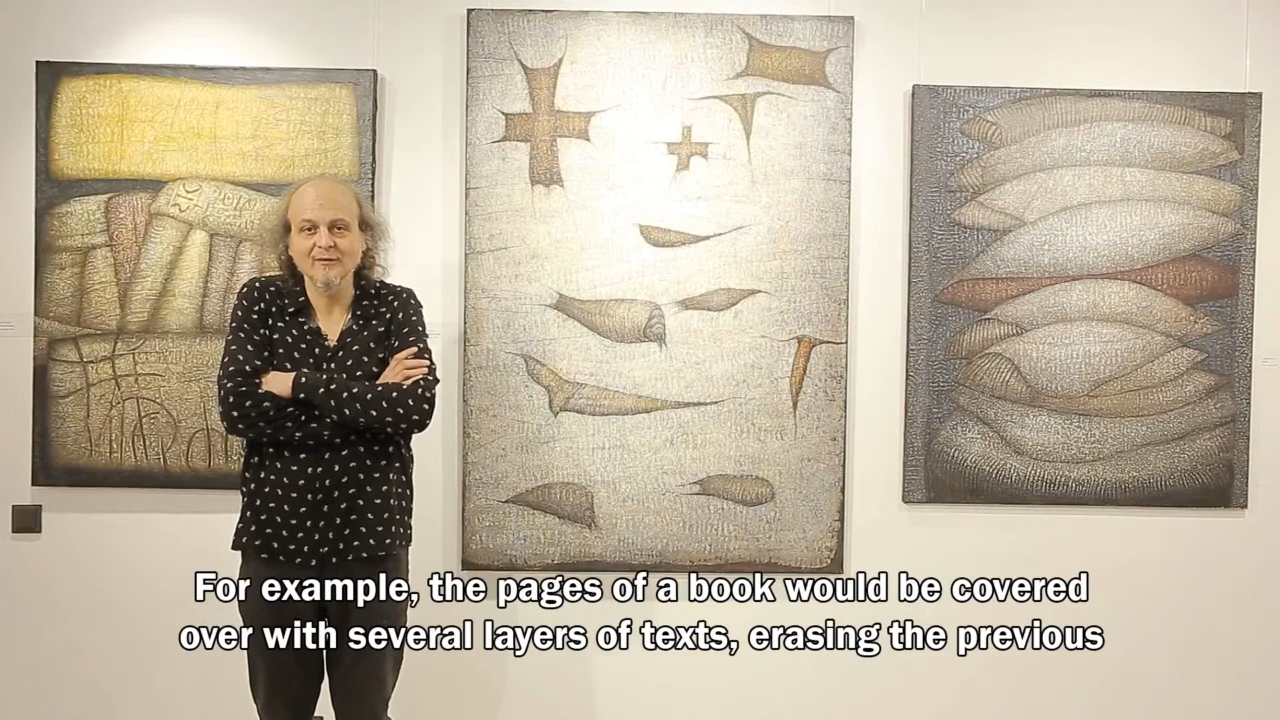 For example, the pages of a book would be covered
over with several layers of texts, erasing the previous